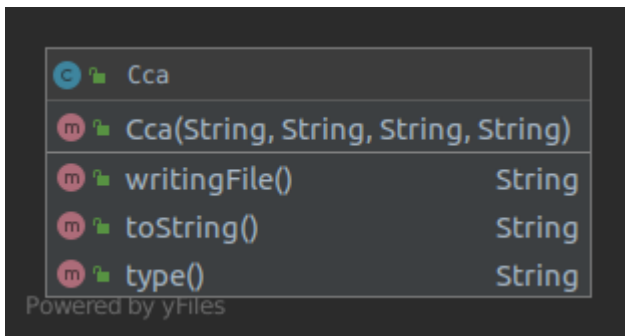 Cca
Cca(String, String, String, String)
writingFile() String
toString() String
type() String
Powered by yFiles